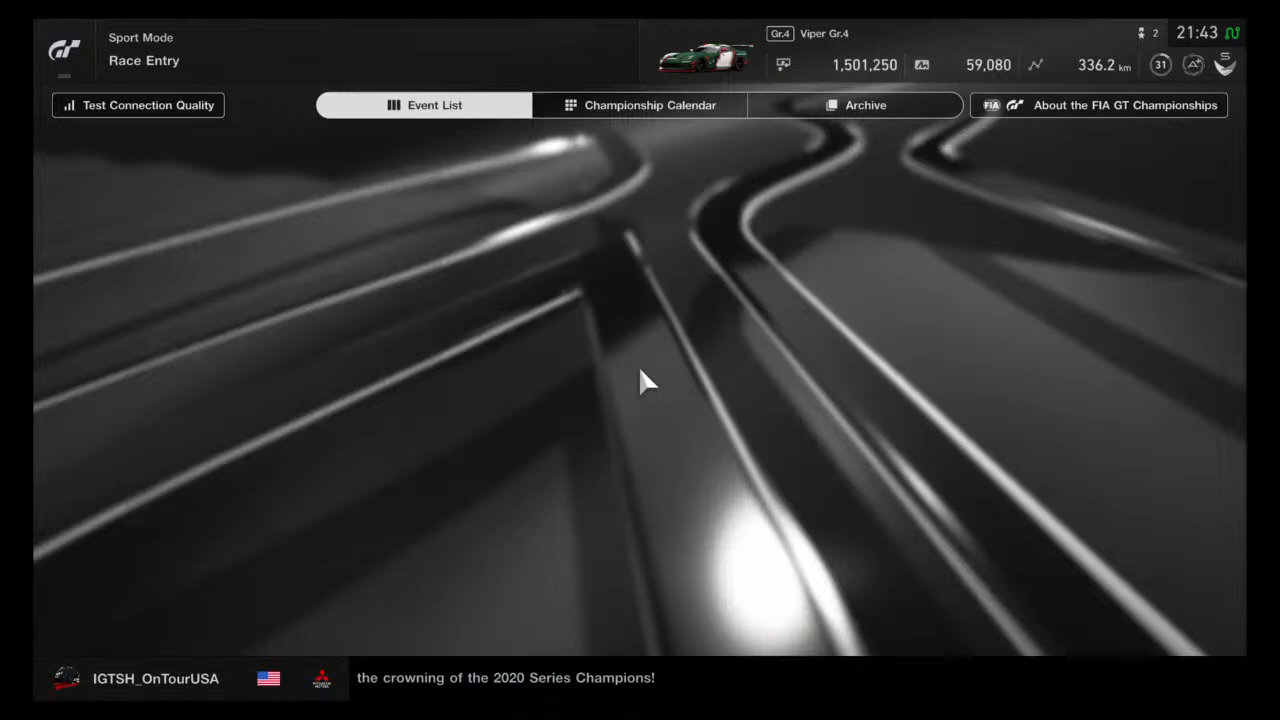 Sport Mode
Race Entry
Gr.4 Viper Gr.4
2
21:43
1,501,250
59,080
336.2 km
31
S
Test Connection Quality
Event List
Championship Calendar
Archive
FIA GT About the FIA GT Championships
IGTSH_OnTourUSA
the crowning of the 2020 Series Champions!